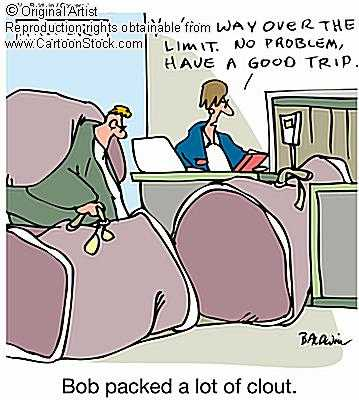 © Original Artist
Reproduction rights obtainable from
www.CartoonStock.com
WAY OVER THE
LIMIT. NO PROBLEM,
HAVE A GOOD TRIP.
BALDWIN
Bob packed a lot of clout.